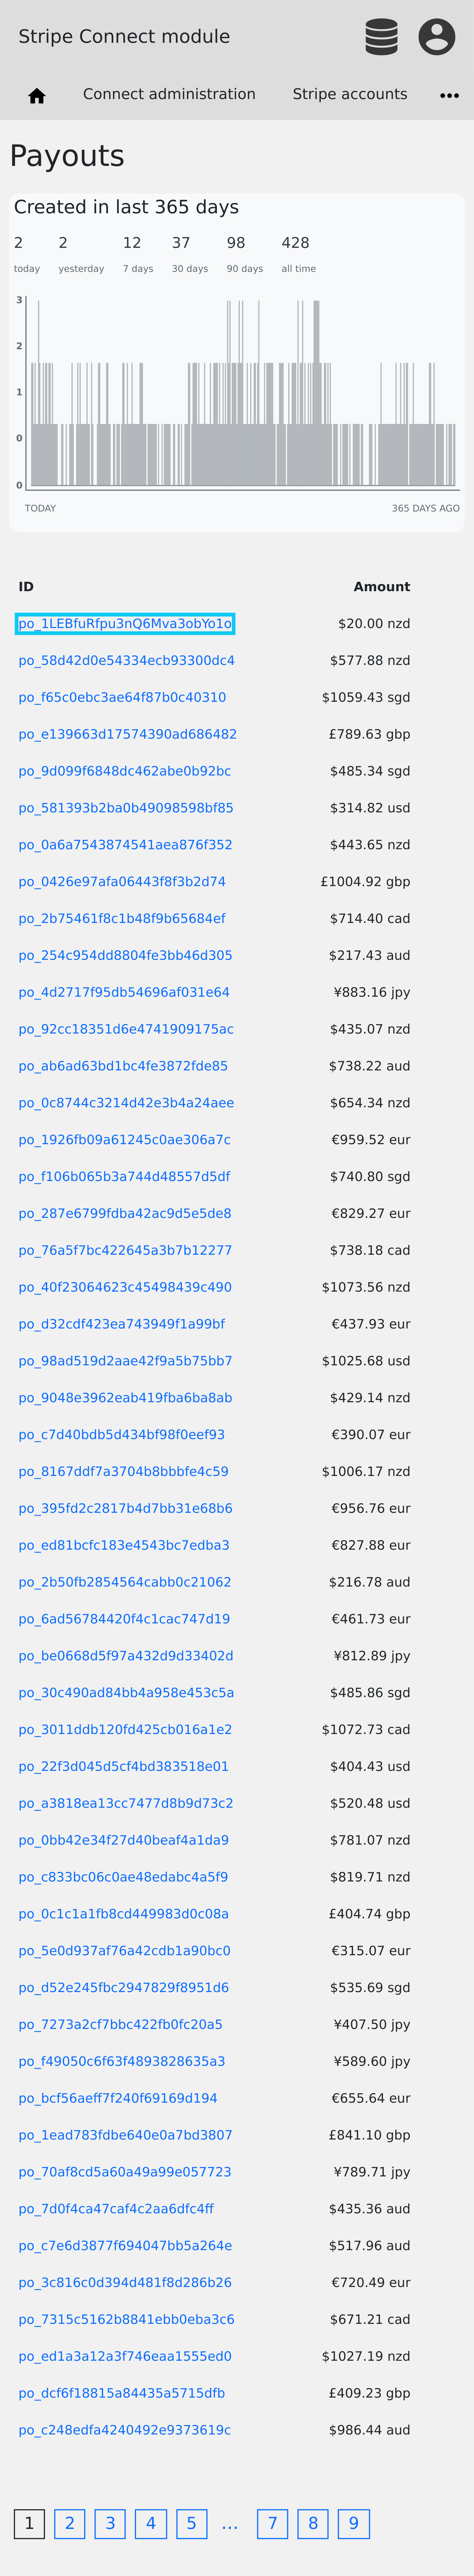 Stripe Connect module
Connect administration Stripe accounts
Payouts
Created in last 365 days
2 2 12 37 98 428
today yesterday 7 days 30 days 90 days all time
3
2
1
0
0
TODAY 365 DAYS AGO
ID Amount
po_1LEBfuRfpu3nQ6Mva3obYo1o $20.00 nzd
po_58d42d0e54334ecb93300dc4 $577.88 nzd
po_f65c0ebc3ae64f87b0c40310 $1059.43 sgd
po_e139663d17574390ad686482 £789.63 gbp
po_9d099f6848dc462abe0b92bc $485.34 sgd
po_581393b2ba0b49098598bf85 $314.82 usd
po_0a6a7543874541aea876f352 $443.65 nzd
po_0426e97afa06443f8f3b2d74 £1004.92 gbp
po_2b75461f8c1b48f9b65684ef $714.40 cad
po_254c954dd8804fe3bb46d305 $217.43 aud
po_4d2717f95db54696af031e64 ¥883.16 jpy
po_92cc18351d6e4741909175ac $435.07 nzd
po_ab6ad63bd1bc4fe3872fde85 $738.22 aud
po_0c8744c3214d42e3b4a24aee $654.34 nzd
po_1926fb09a61245c0ae306a7c €959.52 eur
po_f106b065b3a744d48557d5df $740.80 sgd
po_287e6799fdba42ac9d5e5de8 €829.27 eur
po_76a5f7bc422645a3b7b12277 $738.18 cad
po_40f23064623c45498439c490 $1073.56 nzd
po_d32cdf423ea743949f1a99bf €437.93 eur
po_98ad519d2aae42f9a5b75bb7 $1025.68 usd
po_9048e3962eab419fba6ba8ab $429.14 nzd
po_c7d40bdb5d434bf98f0eef93 €390.07 eur
po_8167ddf7a3704b8bbbfe4c59 $1006.17 nzd
po_395fd2c2817b4d7bb31e68b6 €956.76 eur
po_ed81bcfc183e4543bc7edba3 €827.88 eur
po_2b50fb2854564cabb0c21062 $216.78 aud
po_6ad56784420f4c1cac747d19 €461.73 eur
po_be0668d5f97a432d9d33402d ¥812.89 jpy
po_30c490ad84bb4a958e453c5a $485.86 sgd
po_3011ddb120fd425cb016a1e2 $1072.73 cad
po_22f3d045d5cf4bd383518e01 $404.43 usd
po_a3818ea13cc7477d8b9d73c2 $520.48 usd
po_0bb42e34f27d40beaf4a1da9 $781.07 nzd
po_c833bc06c0ae48edabc4a5f9 $819.71 nzd
po_0c1c1a1fb8cd449983d0c08a £404.74 gbp
po_5e0d937af76a42cdb1a90bc0 €315.07 eur
po_d52e245fbc2947829f8951d6 $535.69 sgd
po_7273a2cf7bbc422fb0fc20a5 ¥407.50 jpy
po_f49050c6f63f4893828635a3 ¥589.60 jpy
po_bcf56aeff7f240f69169d194 €655.64 eur
po_1ead783fdbe640e0a7bd3807 £841.10 gbp
po_70af8cd5a60a49a99e057723 ¥789.71 jpy
po_7d0f4ca47caf4c2aa6dfc4ff $435.36 aud
po_c7e6d3877f694047bb5a264e $517.96 aud
po_3c816c0d394d481f8d286b26 €720.49 eur
po_7315c5162b8841ebb0eba3c6 $671.21 cad
po_ed1a3a12a3f746eaa1555ed0 $1027.19 nzd
po_dcf6f18815a84435a5715dfb £409.23 gbp
po_c248edfa4240492e9373619c $986.44 aud
1 2 3 4 5 ... 7 8 9